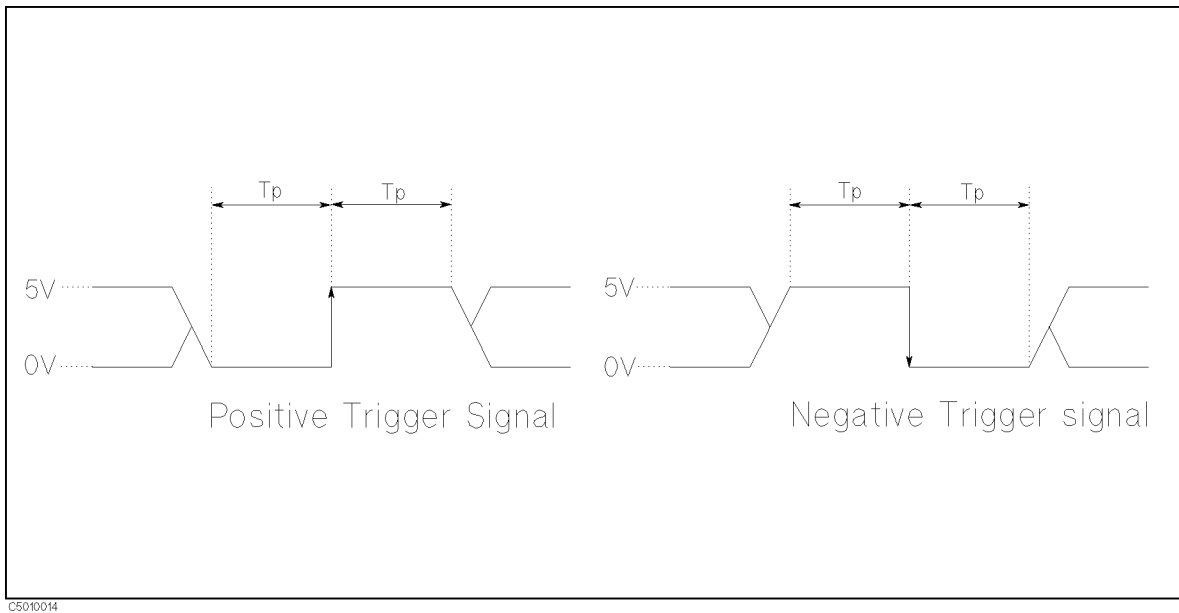 Tp Tp
5V
0V
Positive Trigger Signal
Tp Tp
5V
0V
Negative Trigger signal
C5010014